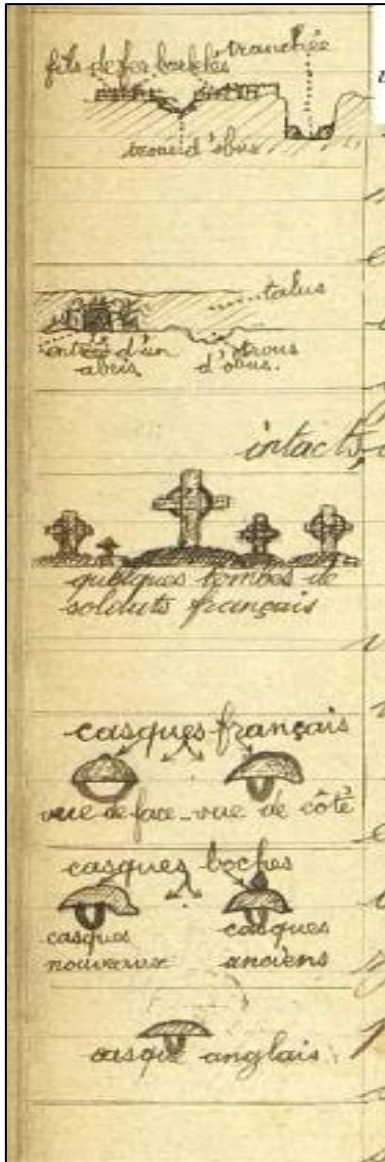 fils de fer barbelés
tranchée
trou d'obus
talus
entrée d'un
abris
trous
d'obus.
intacts
quelques tombes de
soldats français
casques français
vue de face - vue de côté
casques boches
casques
nouveaux
casques
anciens
casque anglais